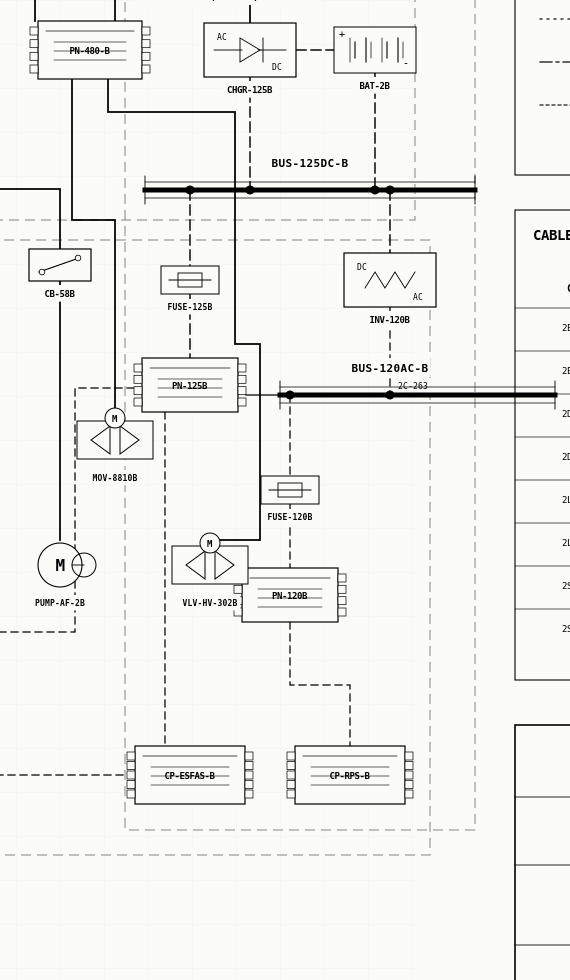 AC
PN-480-B
+
DC
-
CHGR-125B
BAT-2B
BUS-125DC-B
CABLE
DC
CB-58B
AC
FUSE-125B
INV-120B
BUS-120AC-B
PN-125B
2C-263
M
MOV-8810B
FUSE-120B
M
M
PN-120B
PUMP-AF-2B
VLV-HV-302B
CP-ESFAS-B
CP-RPS-B